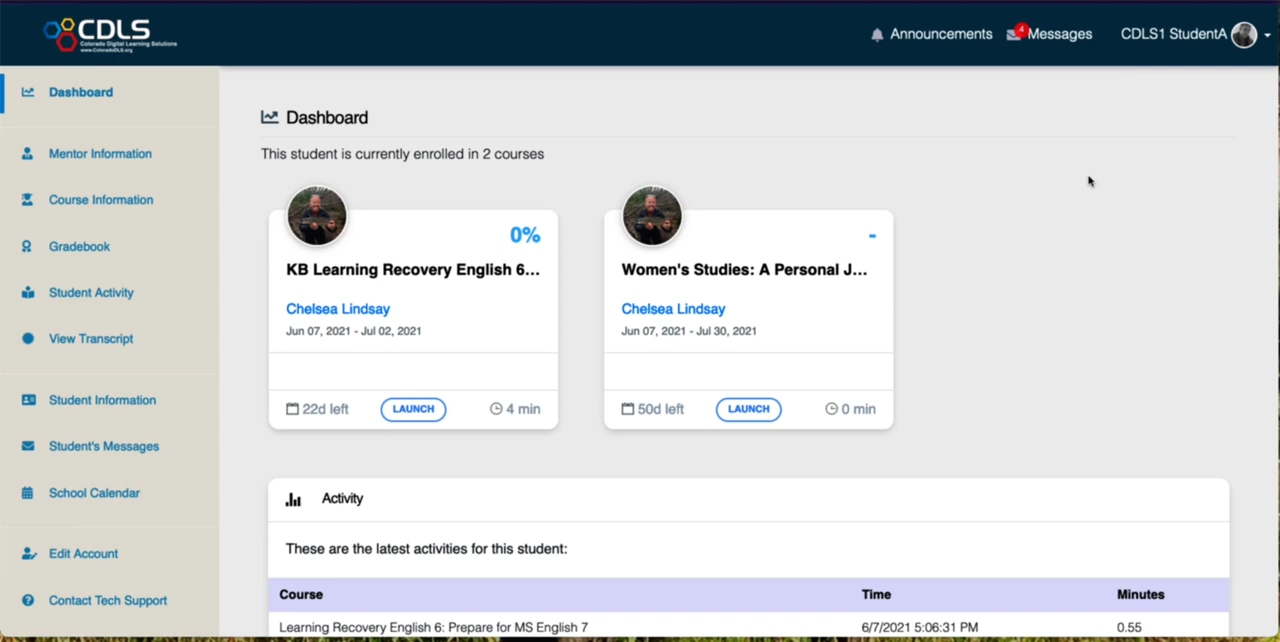 CDLS
Colorado Digital Learning Solutions
www.ColoradoDLS.org
Announcements
4
Messages
CDLS1 StudentA
Dashboard
Mentor Information
Course Information
Gradebook
Student Activity
View Transcript
Student Information
Student's Messages
School Calendar
Edit Account
Contact Tech Support
Dashboard
This student is currently enrolled in 2 courses
0%
KB Learning Recovery English 6...
Chelsea Lindsay
Jun 07, 2021 - Jul 02, 2021
22d left
LAUNCH
4 min
-
Women's Studies: A Personal J...
Chelsea Lindsay
Jun 07, 2021 - Jul 30, 2021
50d left
LAUNCH
0 min
Activity
These are the latest activities for this student:
Course Time Minutes
Learning Recovery English 6: Prepare for MS English 7 6/7/2021 5:06:31 PM 0.55